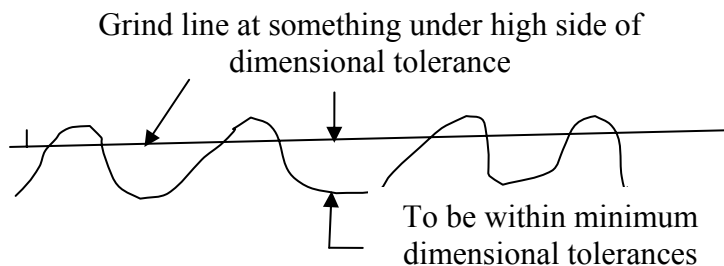 Grind line at something under high side of
dimensional tolerance
To be within minimum
dimensional tolerances